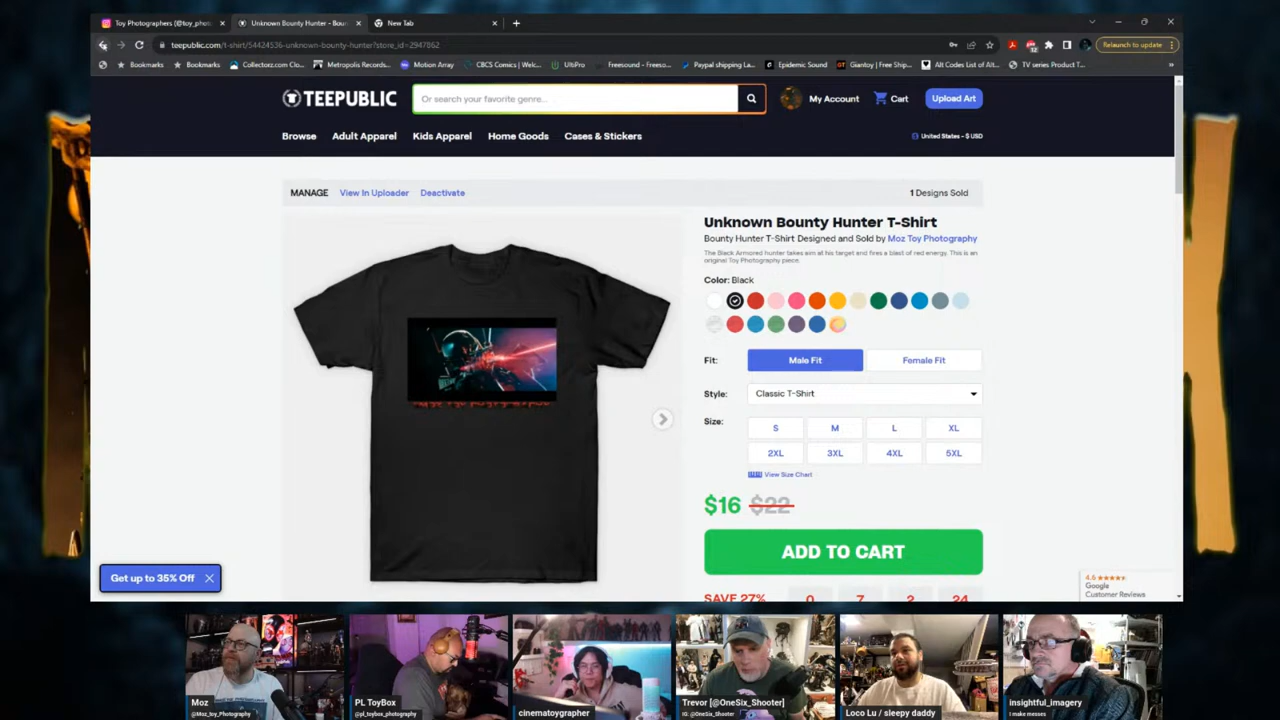 Toy Photographers (@toy_phot
Unknown Bounty Hunter - Bou
New Tab
teepublic.com/t-shirt/54424536-unknown-bounty-hunter?store_id=2947862
Relaunch to update
Bookmarks
Bookmarks
Collectorz.com Clo...
Metropolis Records...
Motion Array
CBCS Comics | Welc...
UltiPro
Freesound - Freeso...
Paypal shipping La...
Epidemic Sound
Giantoy | Free Ship...
Alt Codes List of Alt...
TV series Product T...
TEEPUBLIC
Or search your favorite genre...
My Account
Cart
Upload Art
Browse
Adult Apparel
Kids Apparel
Home Goods
Cases & Stickers
United States - $ USD
MANAGE
View In Uploader
Deactivate
1 Designs Sold
Unknown Bounty Hunter T-Shirt
Bounty Hunter T-Shirt Designed and Sold by Moz Toy Photography
The Black Armored hunter takes aim at his target and fires a blast of red energy. This is an
original Toy Photography piece.
Color: Black
Fit:
Male Fit
Female Fit
Style:
Classic T-Shirt
Size:
S
M
L
XL
2XL
3XL
4XL
5XL
View Size Chart
$16 $22
ADD TO CART
Get up to 35% Off
SAVE 27%
0
7
2
24
4.6
Google
Customer Reviews
Moz
@Moz_Toy_Photography
PL ToyBox
@pl_toybox_photography
cinematoygrapher
Trevor [@OneSix_Shooter]
IG: @OneSix_Shooter
Loco Lu / sleepy daddy
insightful_imagery
I make messes